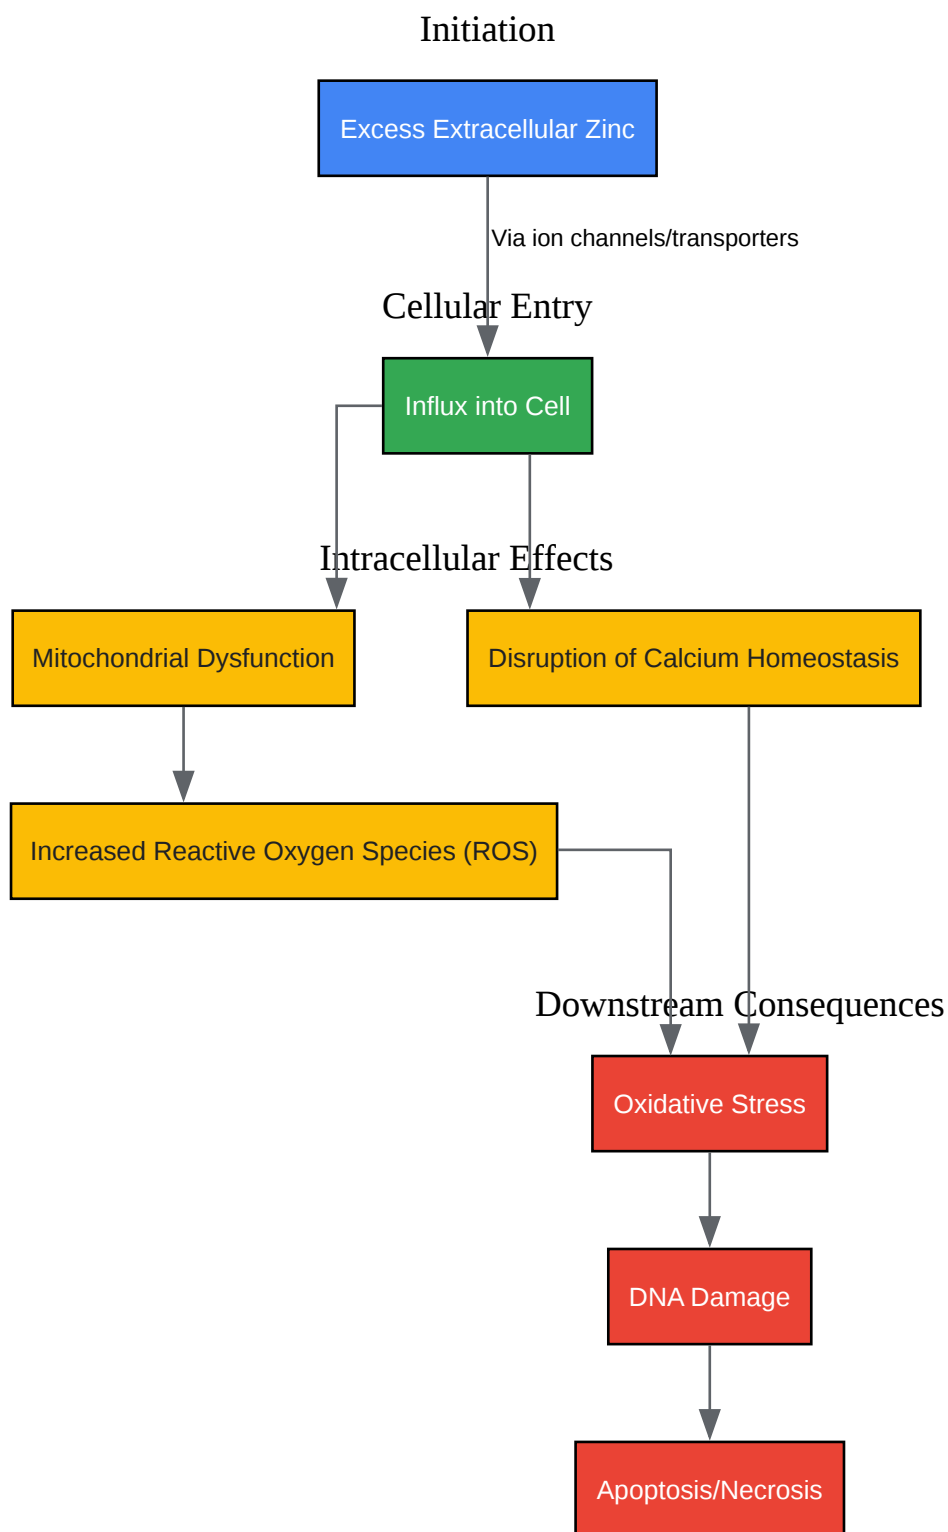 Initiation
Excess Extracellular Zinc
Via ion channels/transporters
Cellular Entry
Influx into Cell
Intracellular Effects
Mitochondrial Dysfunction
Disruption of Calcium Homeostasis
Increased Reactive Oxygen Species (ROS)
Downstream Consequences
Oxidative Stress
DNA Damage
Apoptosis/Necrosis